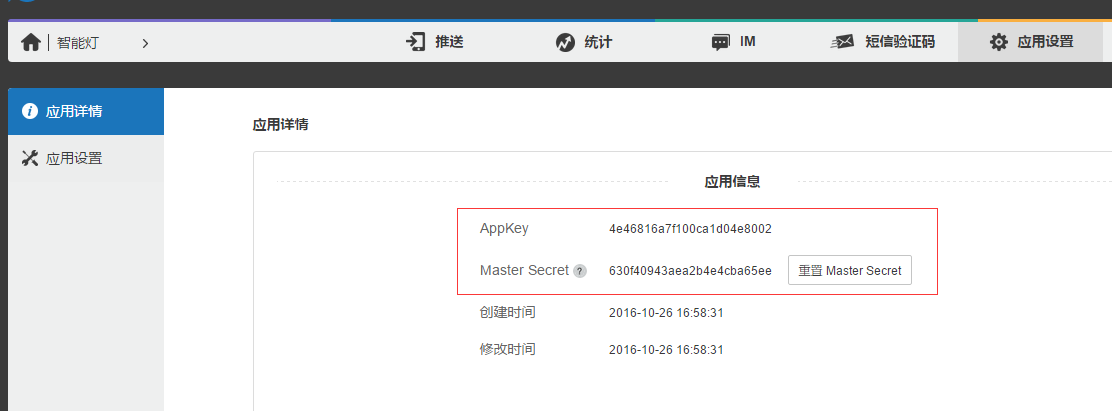 智能灯
推送
统计
IM
短信验证码
应用设置
应用详情
应用设置
应用详情
应用信息
AppKey 4e46816a7f100ca1d04e8002
Master Secret ? 630f40943aea2b4e4cba65ee 重置 Master Secret
创建时间 2016-10-26 16:58:31
修改时间 2016-10-26 16:58:31